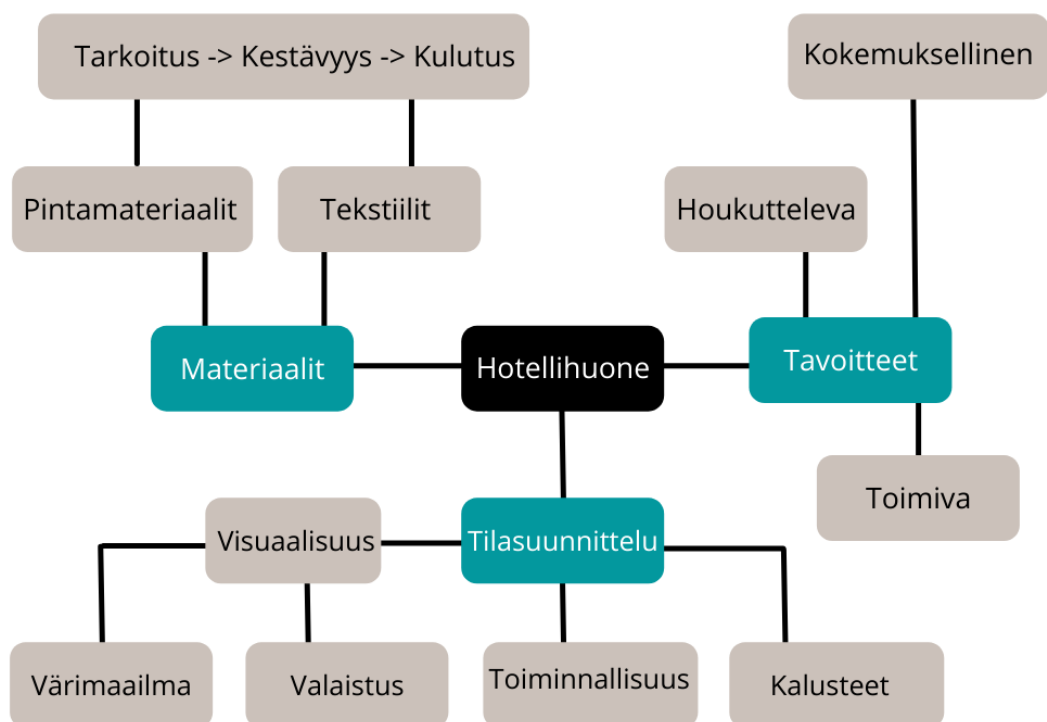 Tarkoitus -> Kestävyys -> Kulutus
Kokemuksellinen
Pintamateriaalit
Tekstiilit
Houkutteleva
Materiaalit
Hotellihuone
Tavoitteet
Toimiva
Visuaalisuus
Tilasuunnittelu
Värimaailma
Valaistus
Toiminnallisuus
Kalusteet